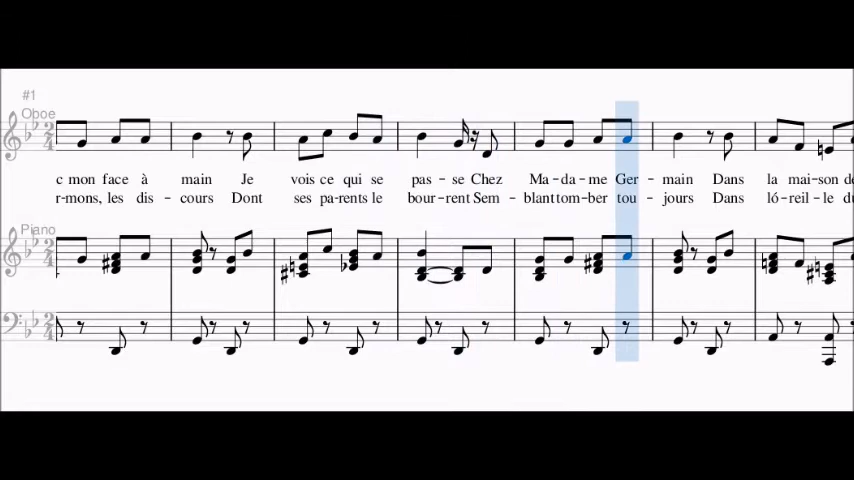 #1
Oboe
c mon face à main Je vois ce qui se pas - se Chez Ma - da - me Ger - main Dans la mai - son d
r-mons, les dis - cours Dont ses pa-rents le bour - rent Sem - blant tom - ber tou - jours Dans ló-reil - le d
Piano